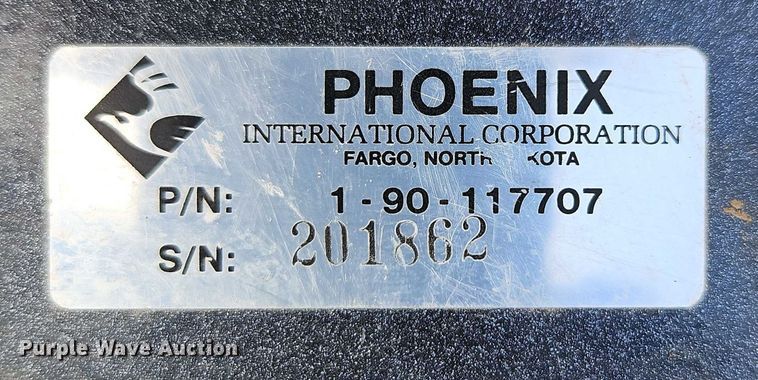 PHOENIX
INTERNATIONAL CORPORATION
FARGO, NORTH KOTA
P/N: 1-90-117707
S/N: 201862
Purple Wave Auction